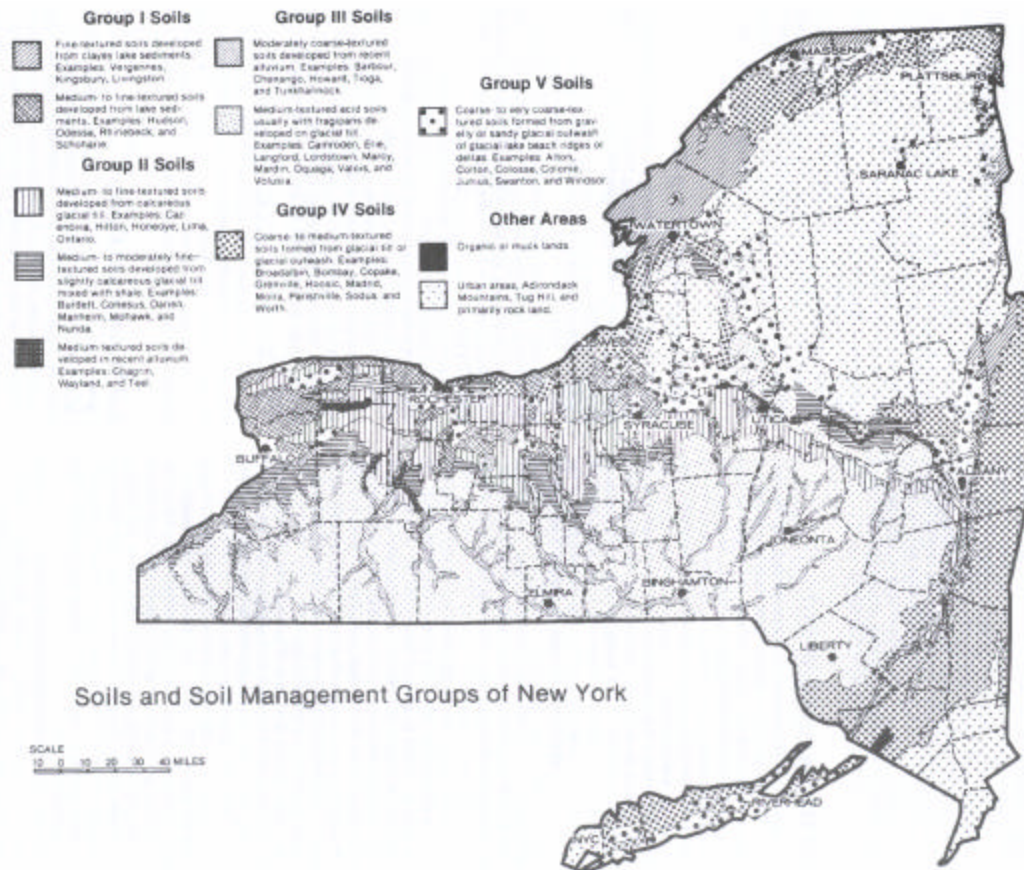 Group I Soils
Fine-textured soils developed
from clayey lake sediments.
Examples: Vergennes,
Kingsbury, Livingston
Medium- to fine-textured soils
developed from lake sed-
iments. Examples: Hudson,
Odessa, Rhinebeck, and
Schoharie.
Group II Soils
Medium- to fine-textured soils
developed from calcareous
glacial till. Examples: Caz-
enovia, Hilton, Honeoye, Lima,
Ontario.
Medium- to moderately fine-
textured soils developed from
slightly calcareous glacial till
mixed with shale. Examples:
Burdett, Conesus, Darien,
Manheim, Mohawk, and
Nunda.
Medium-textured soils de-
veloped in recent alluvium.
Examples: Chagrin,
Wayland, and Teel.
Group III Soils
Moderately coarse-textured
soils developed from recent
alluvium. Examples: Barbour,
Chenango, Howard, Tioga,
and Tunkhannock.
Medium-textured acid soils
usually with fragipans de-
veloped on glacial till.
Examples: Camroden, Erie,
Langford, Lordstown, Mardy,
Mardin, Oquaga, Valois, and
Volusia.
Group IV Soils
Coarse- to medium-textured
soils formed from glacial till or
glacial outwash. Examples:
Broadalbin, Bombay, Copake,
Grenville, Hoosic, Madrid,
Moira, Parishville, Sodus, and
Worth.
Group V Soils
Coarse- to very coarse-tex-
tured soils formed from grav-
elly or sandy glacial outwash
of glacial lake beach ridges or
deltas. Examples: Alton,
Colton, Colosse, Colonie,
Junius, Swanton, and Windsor.
Other Areas
Organic or muck lands
Urban areas, Adirondack
Mountains, Tug Hill, and
primarily rock land.
MASSENA
PLATTSBURG
SARANAC LAKE
WATERTOWN
ROCHESTER
SYRACUSE
UTICA
BUFFALO
ALBANY
ONEONTA
ELMIRA
BINGHAMTON
LIBERTY
RIVERHEAD
NYC
Soils and Soil Management Groups of New York
SCALE
10 0 10 20 30 40 MILES